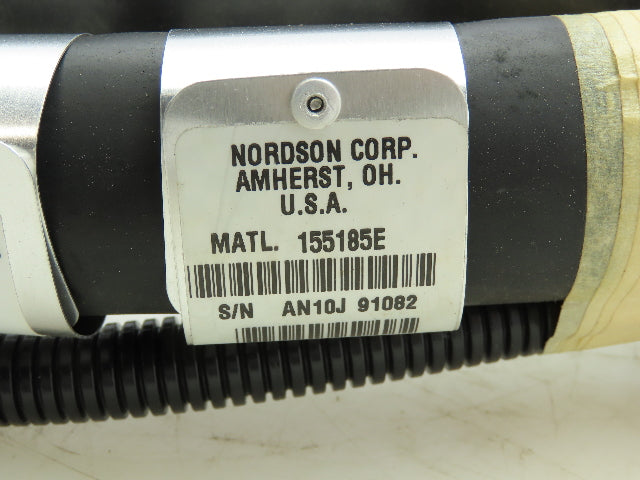 NORDSON CORP.
AMHERST, OH.
U.S.A.
MATL. 155185E
S/N AN10J 91082